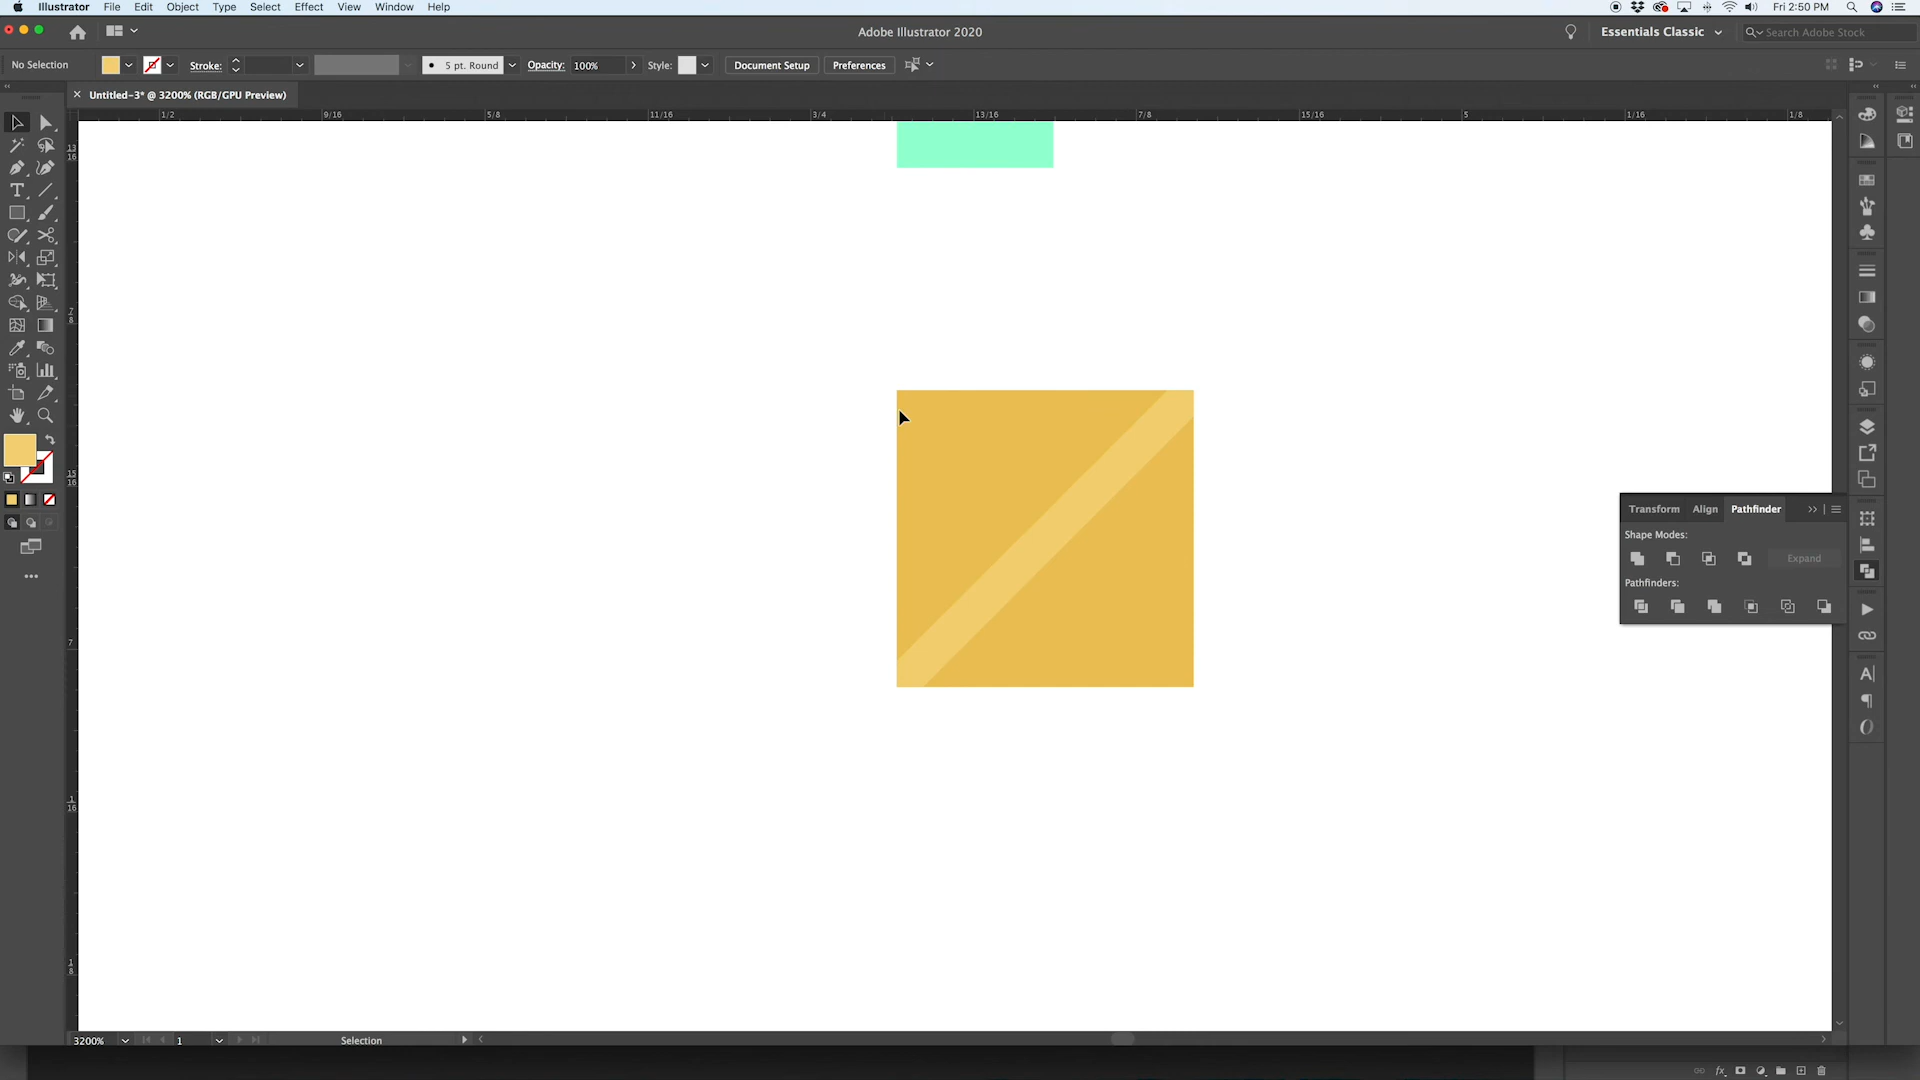 Illustrator File Edit Object Type Select Effect View Window Help Fri 2:50 PM
Adobe Illustrator 2020 Essentials Classic Search Adobe Stock
No Selection Stroke: 5 pt. Round Opacity: 100% Style: Document Setup Preferences
Untitled-3* @ 3200% (RGB/GPU Preview)
1/2 9/16 5/8 11/16 3/4 13/16 7/8 15/16 5 1/16 1/8
13
16
7
8
15
16
7
1
16
1
8
Transform Align Pathfinder
Shape Modes:
Expand
Pathfinders:
3200% 1 Selection